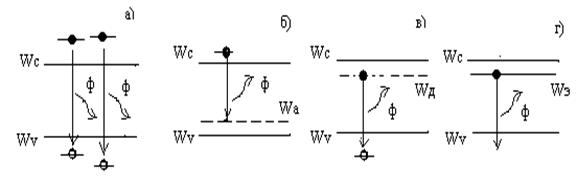 а) б) в) г)
Wc Wc Wc Wc
ф ф ф ф ф
Wa Wд Wэ
Wv Wv Wv Wv